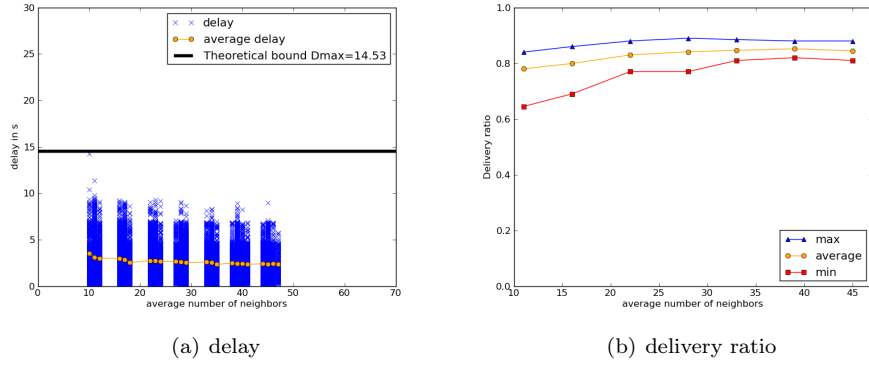 30
25
20
15
10
5
0
delay in s
delay
average delay
Theoretical bound Dmax=14.53
0 10 20 30 40 50 60 70
average number of neighbors
(a) delay
1.0
0.8
0.6
0.4
0.2
0.0
Delivery ratio
max
average
min
10 15 20 25 30 35 40 45
average number of neighbors
(b) delivery ratio